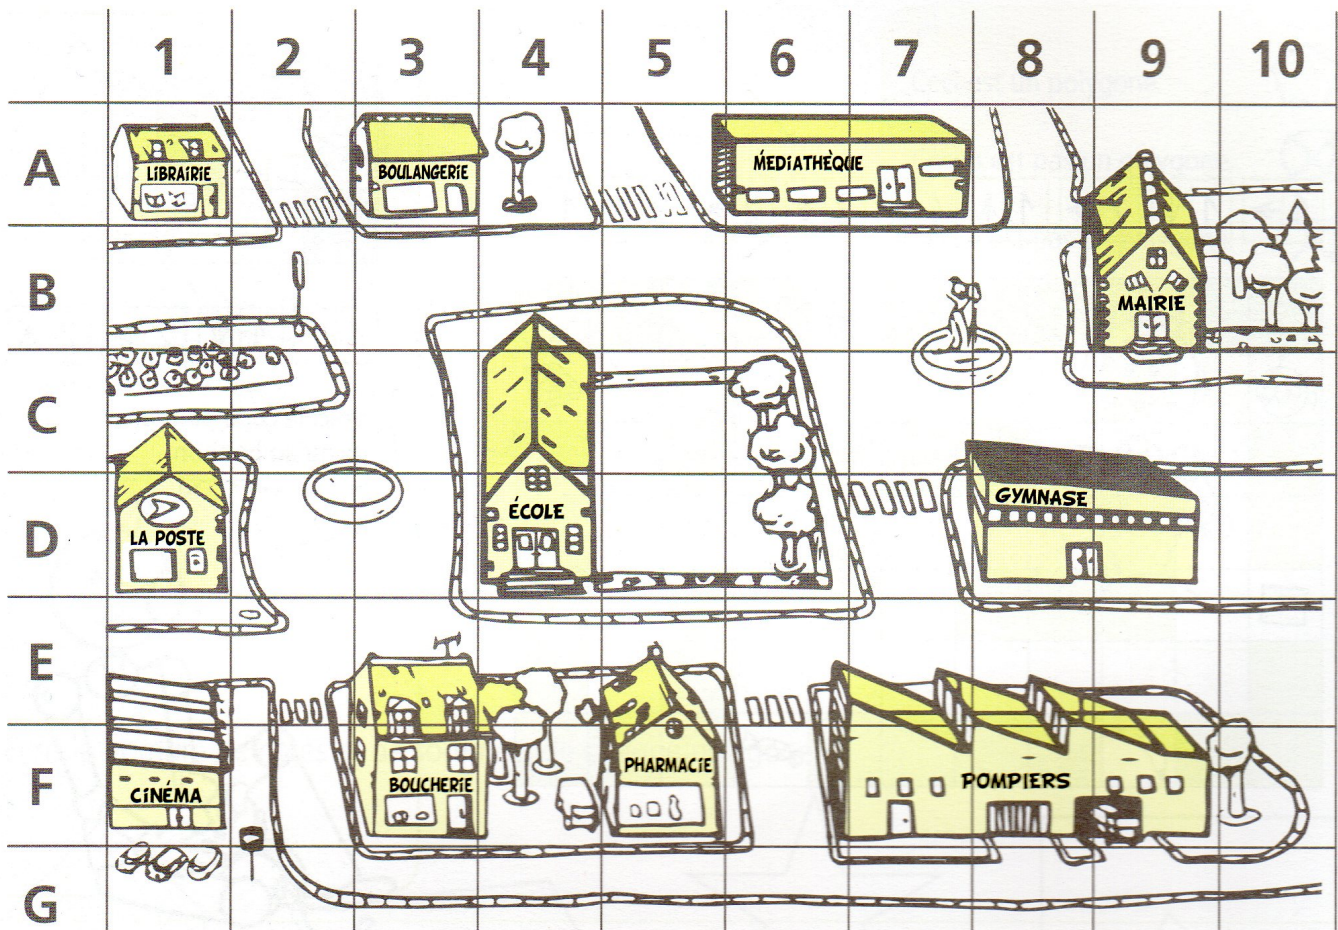 1 2 3 4 5 6 7 8 9 10
A
LIBRAIRIE
BOULANGERIE
MÉDIATHÈQUE
B
MAIRIE
C
D
LA POSTE
ÉCOLE
GYMNASE
E
F
CINÉMA
BOUCHERIE
PHARMACIE
POMPIERS
G